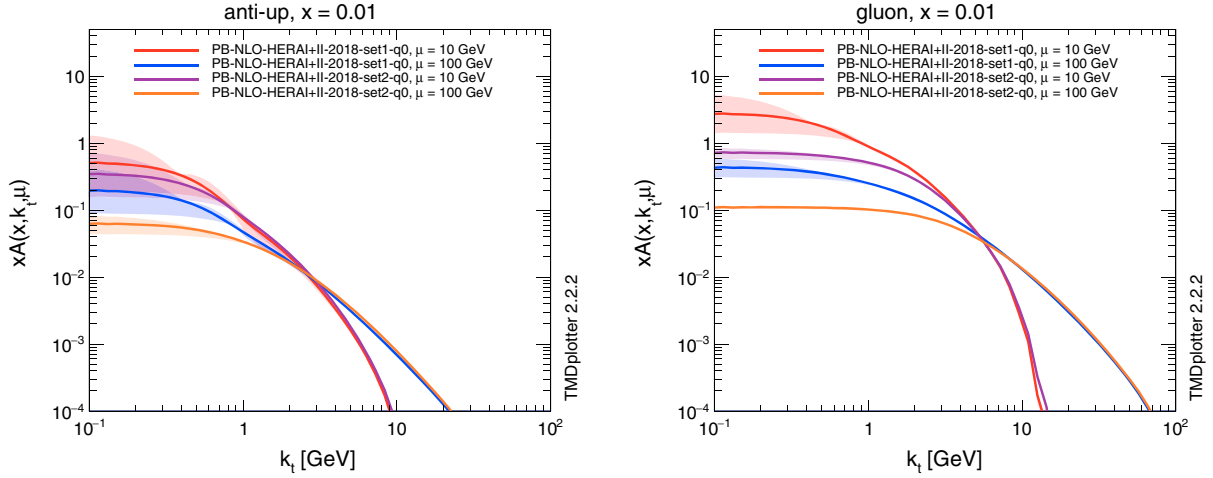 anti-up, x = 0.01
PB-NLO-HERAI+II-2018-set1-q0, μ = 10 GeV
PB-NLO-HERAI+II-2018-set1-q0, μ = 100 GeV
PB-NLO-HERAI+II-2018-set2-q0, μ = 10 GeV
PB-NLO-HERAI+II-2018-set2-q0, μ = 100 GeV
xA(x,k_t,μ)
10
1
10⁻¹
10⁻²
10⁻³
10⁻⁴
10⁻¹ 1 10 10²
k_t [GeV]
TMDplotter 2.2.2
gluon, x = 0.01
PB-NLO-HERAI+II-2018-set1-q0, μ = 10 GeV
PB-NLO-HERAI+II-2018-set1-q0, μ = 100 GeV
PB-NLO-HERAI+II-2018-set2-q0, μ = 10 GeV
PB-NLO-HERAI+II-2018-set2-q0, μ = 100 GeV
xA(x,k_t,μ)
10
1
10⁻¹
10⁻²
10⁻³
10⁻⁴
10⁻¹ 1 10 10²
k_t [GeV]
TMDplotter 2.2.2